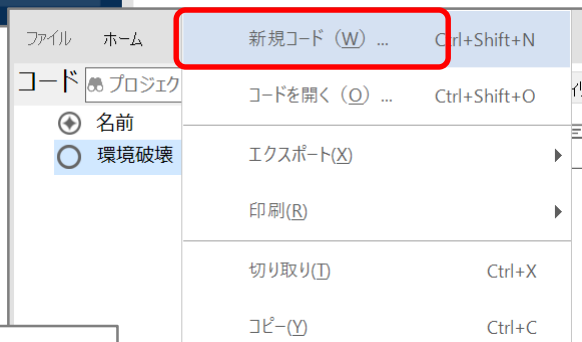 ファイル ホーム
コード プロジェク
名前
環境破壊
新規コード（W）... Ctrl+Shift+N
コードを開く（O）... Ctrl+Shift+O
エクスポート(X)
印刷(R)
切り取り(T) Ctrl+X
コピー(Y) Ctrl+C